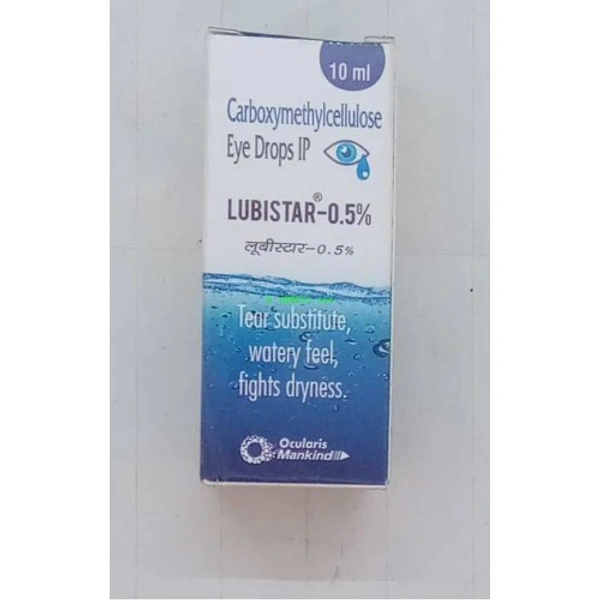 10 ml
Carboxymethylcellulose
Eye Drops IP
LUBISTAR®-0.5%
लूबीस्टार-0.5%
Tear substitute,
watery feel,
fights dryness.
Ocularis
Mankind